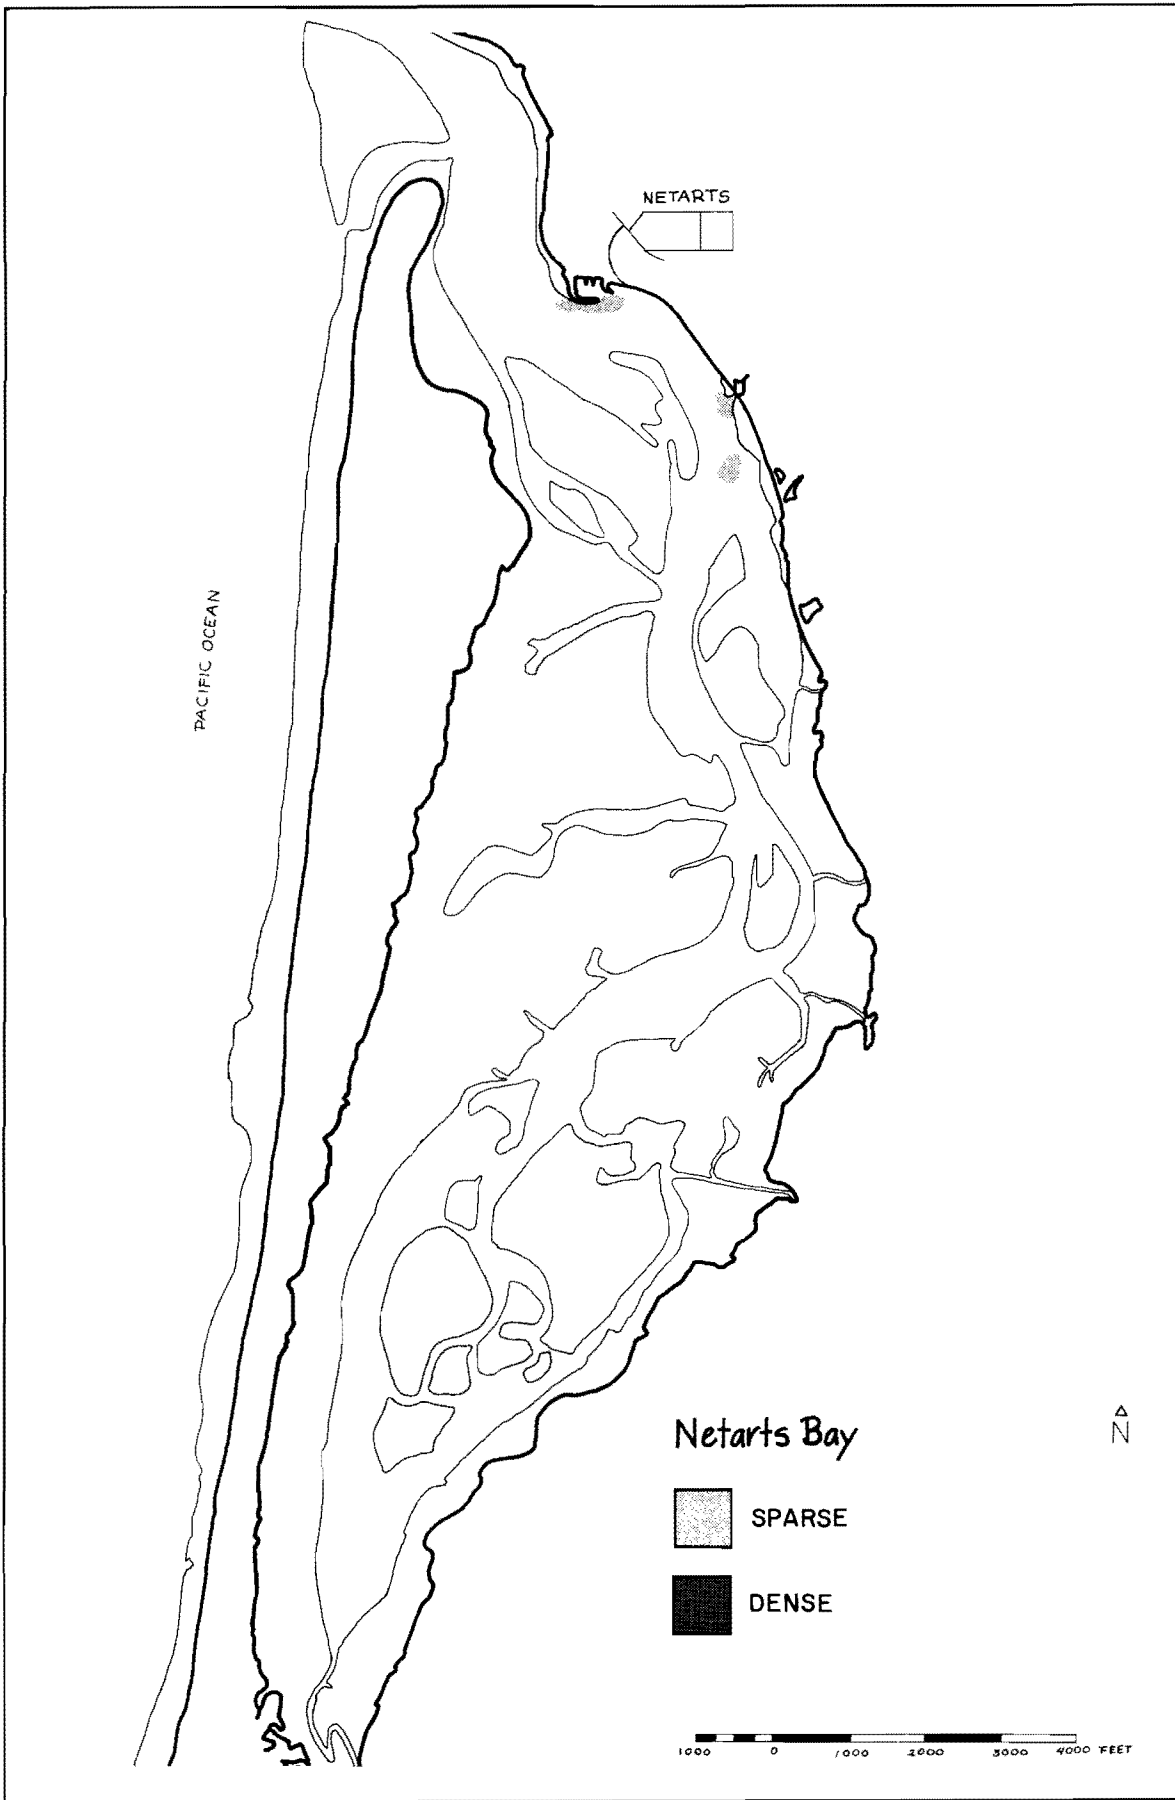 NETARTS
PACIFIC OCEAN
Netarts Bay
N
SPARSE
DENSE
1000 0 1000 2000 3000 4000 FEET